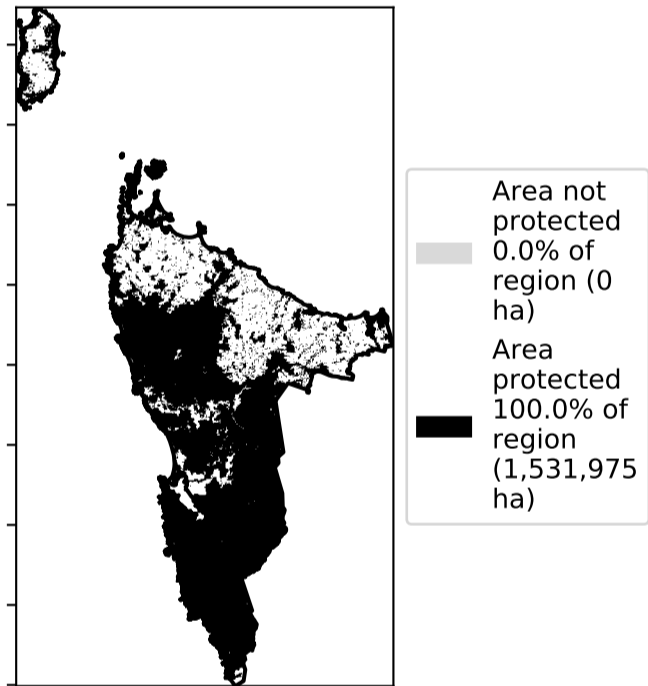 Area not
protected
0.0% of
region (0
ha)
Area
protected
100.0% of
region
(1,531,975
ha)